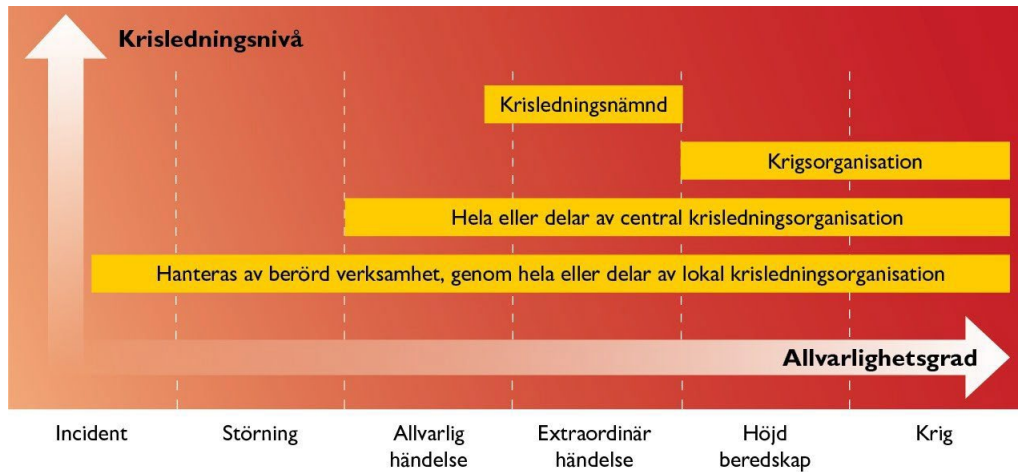 Krisledningsnivå
Krisledningsnämnd
Krigsorganisation
Hela eller delar av central krisledningsorganisation
Hanteras av berörd verksamhet, genom hela eller delar av lokal krisledningsorganisation
Allvarlighetsgrad
Incident
Störning
Allvarlig
händelse
Extraordinär
händelse
Höjd
beredskap
Krig